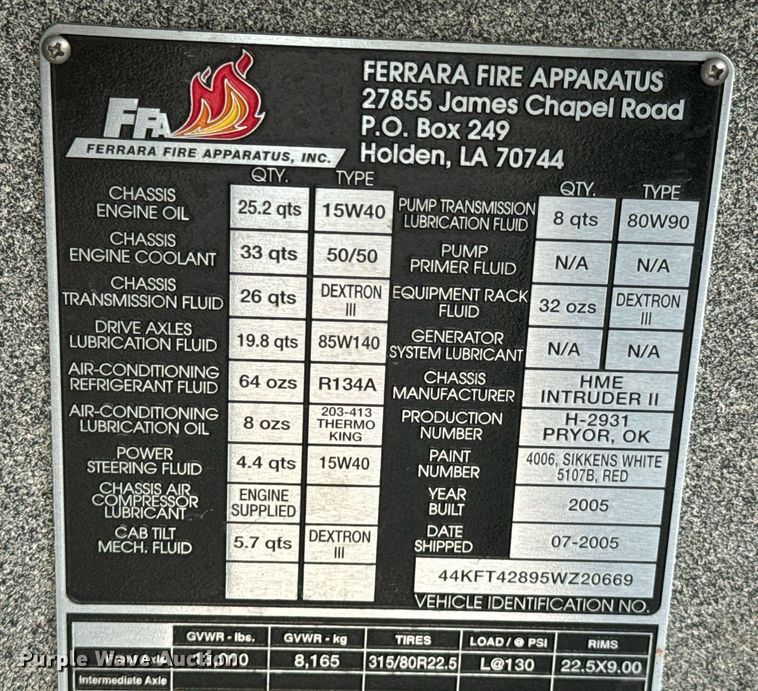 FFA
FERRARA FIRE APPARATUS, INC.
FERRARA FIRE APPARATUS
27855 James Chapel Road
P.O. Box 249
Holden, LA 70744
QTY. TYPE
CHASSIS
ENGINE OIL 25.2 qts 15W40
CHASSIS
ENGINE COOLANT 33 qts 50/50
CHASSIS
TRANSMISSION FLUID 26 qts DEXTRON
III
DRIVE AXLES
LUBRICATION FLUID 19.8 qts 85W140
AIR-CONDITIONING
REFRIGERANT FLUID 64 ozs R134A
AIR-CONDITIONING
LUBRICATION OIL 8 ozs 203-413
THERMO
KING
POWER
STEERING FLUID 4.4 qts 15W40
CHASSIS AIR
COMPRESSOR
LUBRICANT ENGINE
SUPPLIED
CAB TILT
MECH. FLUID 5.7 qts DEXTRON
III
QTY. TYPE
PUMP TRANSMISSION
LUBRICATION FLUID 8 qts 80W90
PUMP
PRIMER FLUID N/A N/A
EQUIPMENT RACK
FLUID 32 ozs DEXTRON
III
GENERATOR
SYSTEM LUBRICANT N/A N/A
CHASSIS
MANUFACTURER HME
INTRUDER II
PRODUCTION
NUMBER H-2931
PRYOR, OK
PAINT
NUMBER 4006, SIKKENS WHITE
5107B, RED
YEAR
BUILT 2005
DATE
SHIPPED 07-2005
44KFT42895WZ20669
VEHICLE IDENTIFICATION NO.
GVWR - lbs. GVWR - kg TIRES LOAD/@ PSI RIMS
Axle 8,165 315/80R22.5 L@130 22.5X9.00
Intermediate Axle
Purple Wave Auction